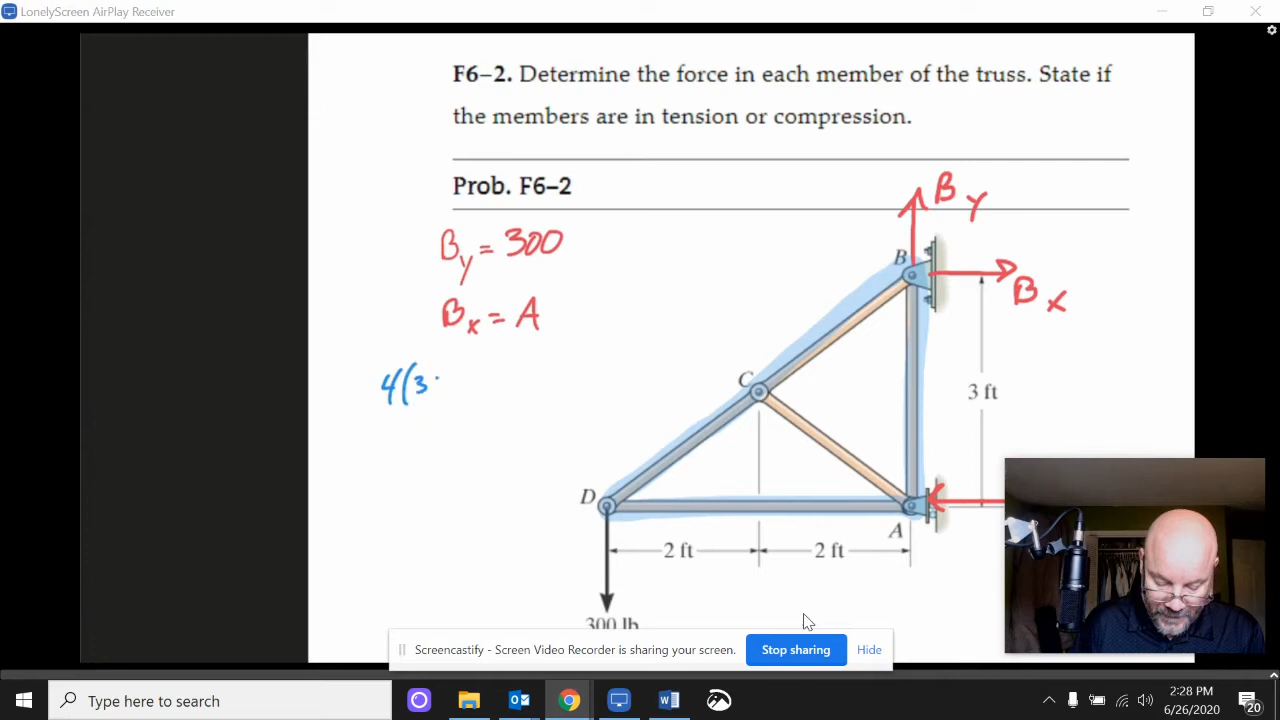 LonelyScreen AirPlay Receiver
F6–2. Determine the force in each member of the truss. State if
the members are in tension or compression.
Prob. F6–2
B y
B y = 300
B
B x
B x = A
C
4(3
3 ft
D
A
2 ft
2 ft
300 lb
Screencastify - Screen Video Recorder is sharing your screen.
Stop sharing
Hide
Type here to search
2:28 PM
6/26/2020
20